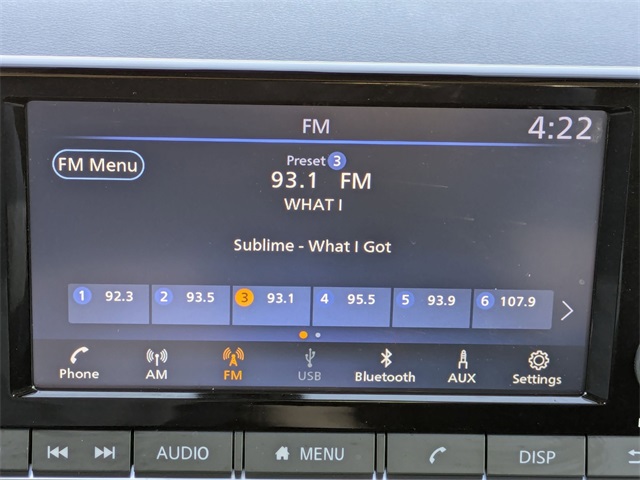 FM 4:22
FM Menu
Preset 3
93.1 FM
WHAT I
Sublime - What I Got
1 92.3 2 93.5 3 93.1 4 95.5 5 93.9 6 107.9
Phone AM FM USB Bluetooth AUX Settings
AUDIO MENU DISP